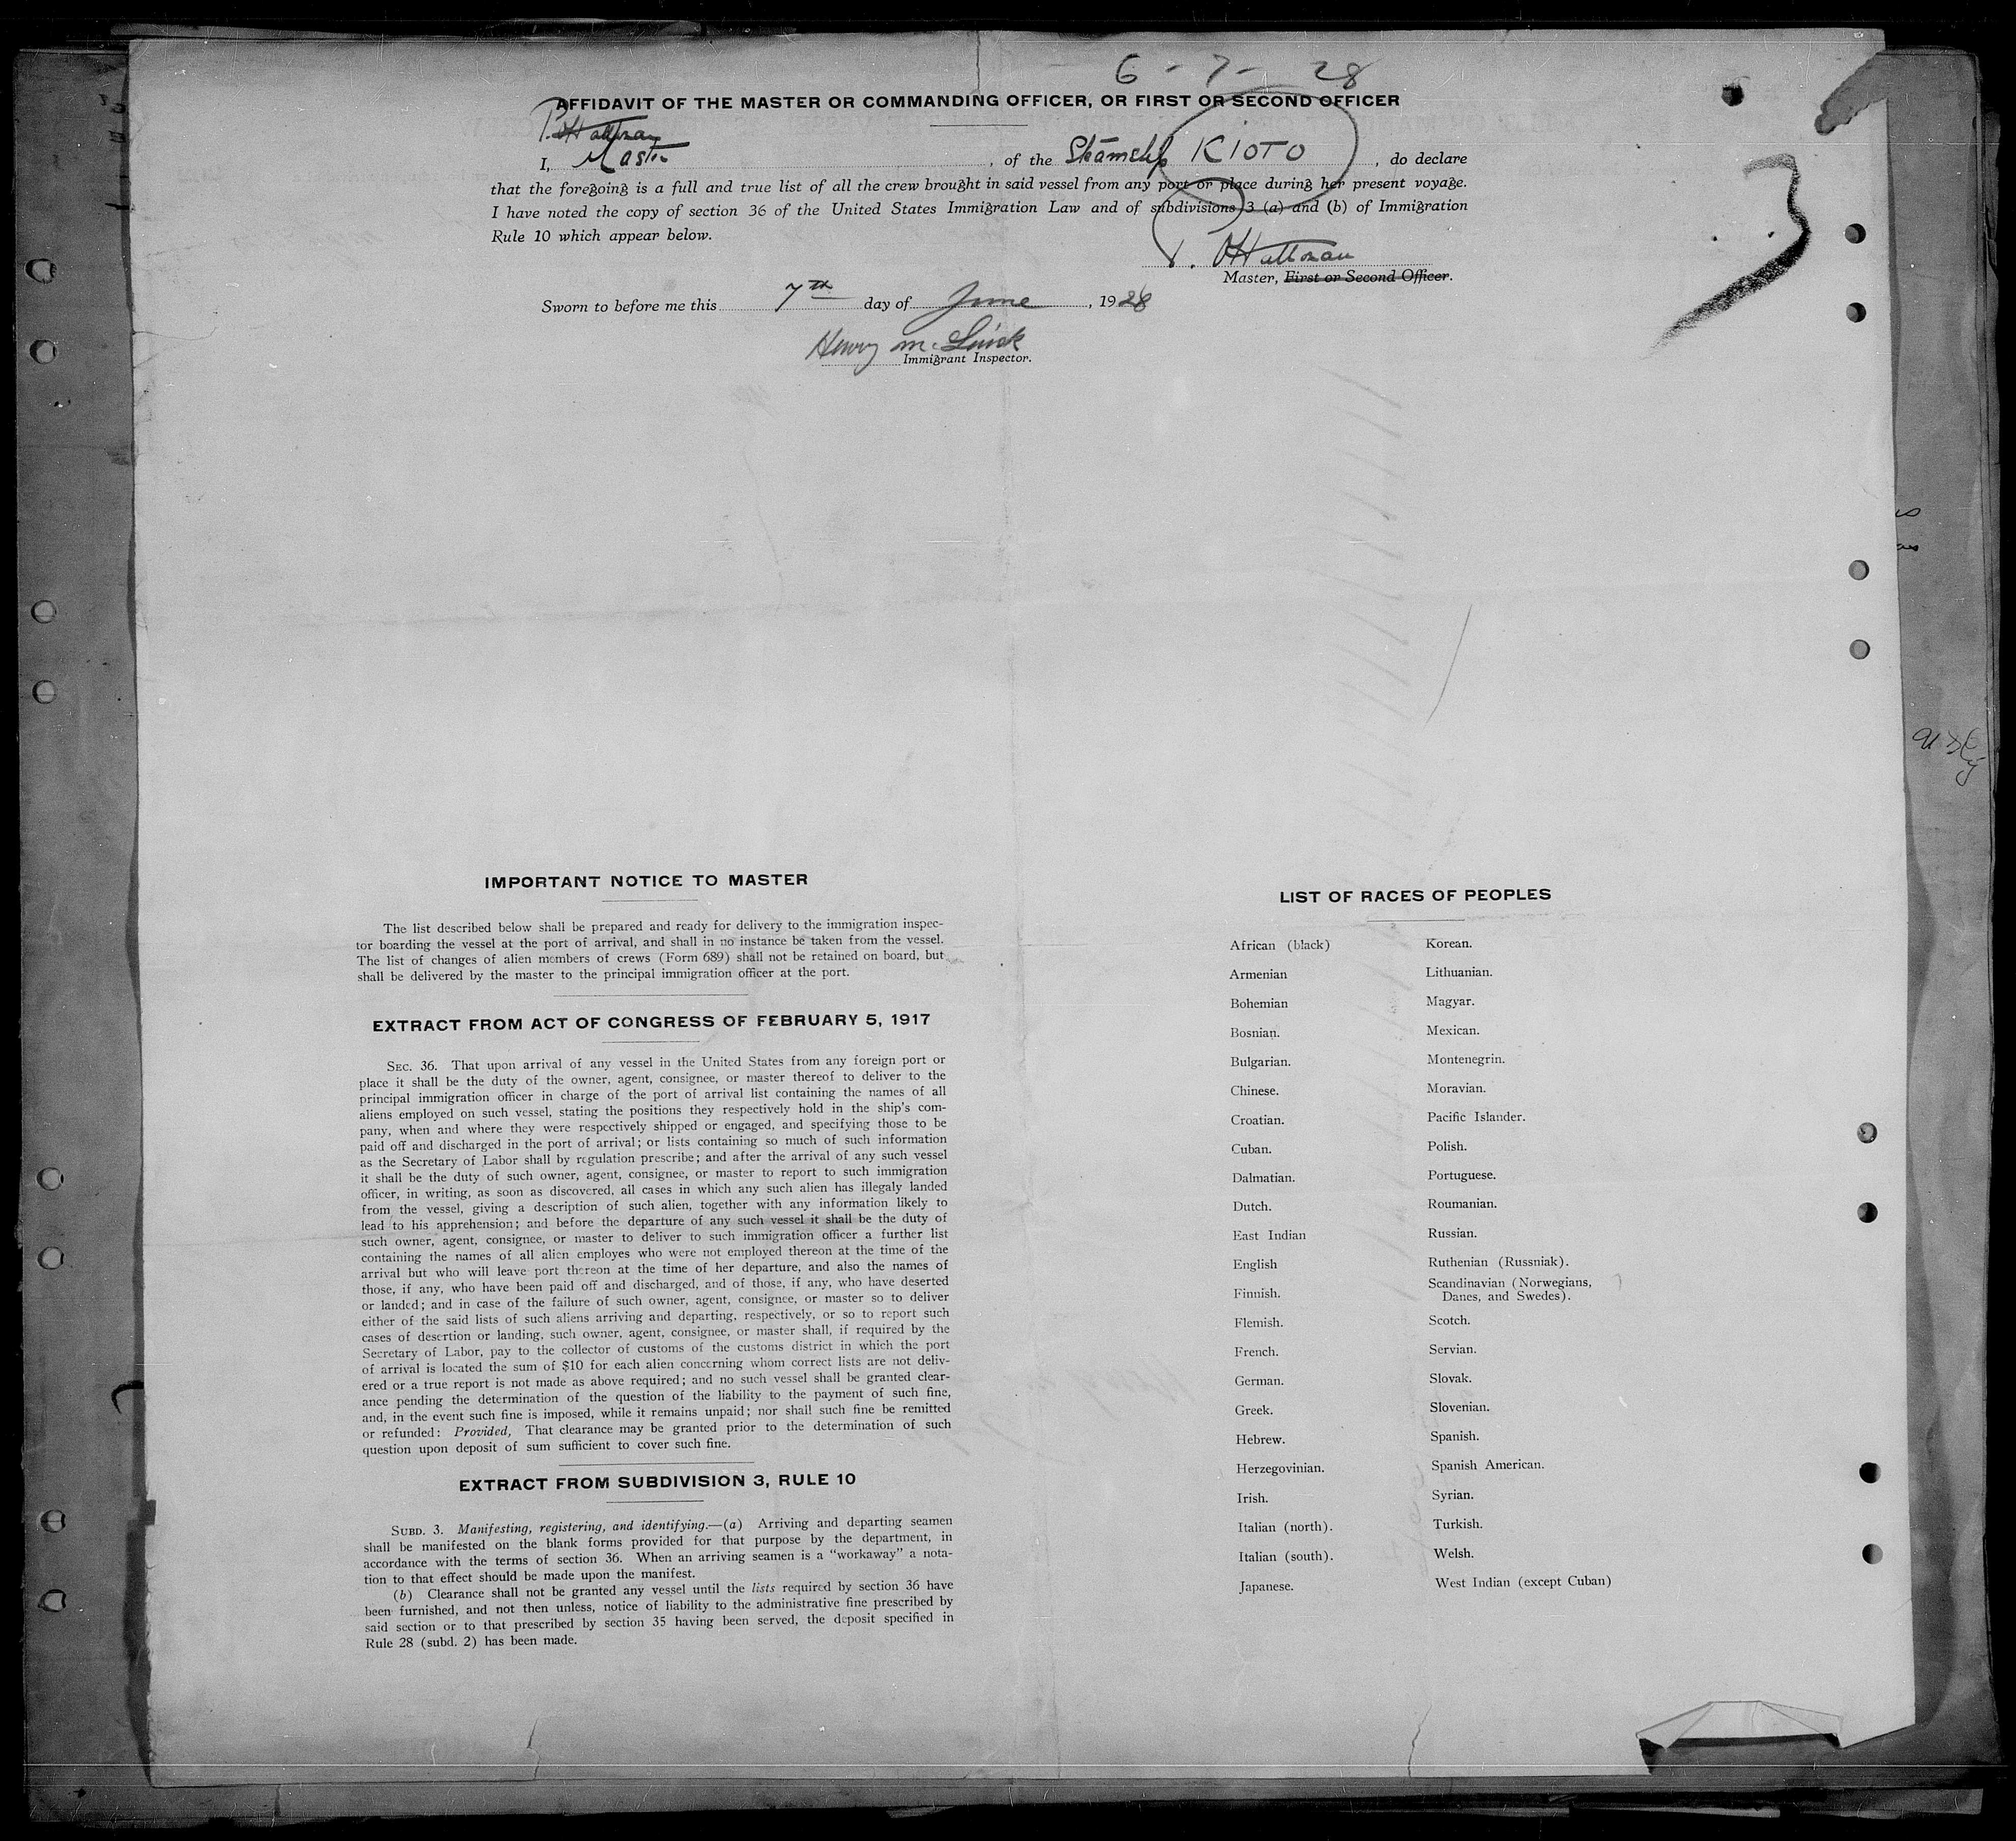 6 - 7 - 28
AFFIDAVIT OF THE MASTER OR COMMANDING OFFICER, OR FIRST OR SECOND OFFICER
I, Master, of the Steamship KIOTO, do declare
that the foregoing is a full and true list of all the crew brought in said vessel from any port or place during her present voyage.
I have noted the copy of section 36 of the United States Immigration Law and of subdivisions 3 (a) and (b) of Immigration
Rule 10 which appear below.
Master, First or Second Officer.
Sworn to before me this 7th day of June, 1928
Henry M.
Immigrant Inspector.
3
IMPORTANT NOTICE TO MASTER
The list described below shall be prepared and ready for delivery to the immigration inspec-
tor boarding the vessel at the port of arrival, and shall in no instance be taken from the vessel.
The list of changes of alien members of crews (Form 689) shall not be retained on board, but
shall be delivered by the master to the principal immigration officer at the port.
EXTRACT FROM ACT OF CONGRESS OF FEBRUARY 5, 1917
SEC. 36. That upon arrival of any vessel in the United States from any foreign port or
place it shall be the duty of the owner, agent, consignee, or master thereof to deliver to the
principal immigration officer in charge of the port of arrival list containing the names of all
aliens employed on such vessel, stating the positions they respectively hold in the ship's com-
pany, when and where they were respectively shipped or engaged, and specifying those to be
paid off and discharged in the port of arrival; or lists containing so much of such information
as the Secretary of Labor shall by regulation prescribe; and after the arrival of any such vessel
it shall be the duty of such owner, agent, consignee, or master to report to such immigration
officer, in writing, as soon as discovered, all cases in which any such alien has illegaly landed
from the vessel, giving a description of such alien, together with any information likely to
lead to his apprehension; and before the departure of any such vessel it shall be the duty of
such owner, agent, consignee, or master to deliver to such immigration officer a further list
containing the names of all alien employes who were not employed thereon at the time of the
arrival but who will leave port thereon at the time of her departure, and also the names of
those, if any, who have been paid off and discharged, and of those, if any, who have deserted
or landed; and in case of the failure of such owner, agent, consignee, or master so to deliver
either of the said lists of such aliens arriving and departing, respectively, or so to report such
cases of desertion or landing, such owner, agent, consignee, or master shall, if required by the
Secretary of Labor, pay to the collector of customs of the customs district in which the port
of arrival is located the sum of $10 for each alien concerning whom correct lists are not deliv-
ered or a true report is not made as above required; and no such vessel shall be granted clear-
ance pending the determination of the question of the liability to the payment of such fine,
and, in the event such fine is imposed, while it remains unpaid; nor shall such fine be remitted
or refunded: Provided, That clearance may be granted prior to the determination of such
question upon deposit of sum sufficient to cover such fine.
EXTRACT FROM SUBDIVISION 3, RULE 10
SUBD. 3. Manifesting, registering, and identifying.—(a) Arriving and departing seamen
shall be manifested on the blank forms provided for that purpose by the department, in
accordance with the terms of section 36. When an arriving seamen is a "workaway" a nota-
tion to that effect should be made upon the manifest.
(b) Clearance shall not be granted any vessel until the lists required by section 36 have
been furnished, and not then unless, notice of liability to the administrative fine prescribed by
said section or to that prescribed by section 35 having been served, the deposit specified in
Rule 28 (subd. 2) has been made.
LIST OF RACES OF PEOPLES
African (black)
Armenian
Bohemian
Bosnian.
Bulgarian.
Chinese.
Croatian.
Cuban.
Dalmatian.
Dutch.
East Indian
English
Finnish.
Flemish.
French.
German.
Greek.
Hebrew.
Herzegovinian.
Irish.
Italian (north).
Italian (south).
Japanese.
Korean.
Lithuanian.
Magyar.
Mexican.
Montenegrin.
Moravian.
Pacific Islander.
Polish.
Portuguese.
Roumanian.
Russian.
Ruthenian (Russniak).
Scandinavian (Norwegians,
Danes, and Swedes).
Scotch.
Servian.
Slovak.
Slovenian.
Spanish.
Spanish American.
Syrian.
Turkish.
Welsh.
West Indian (except Cuban)